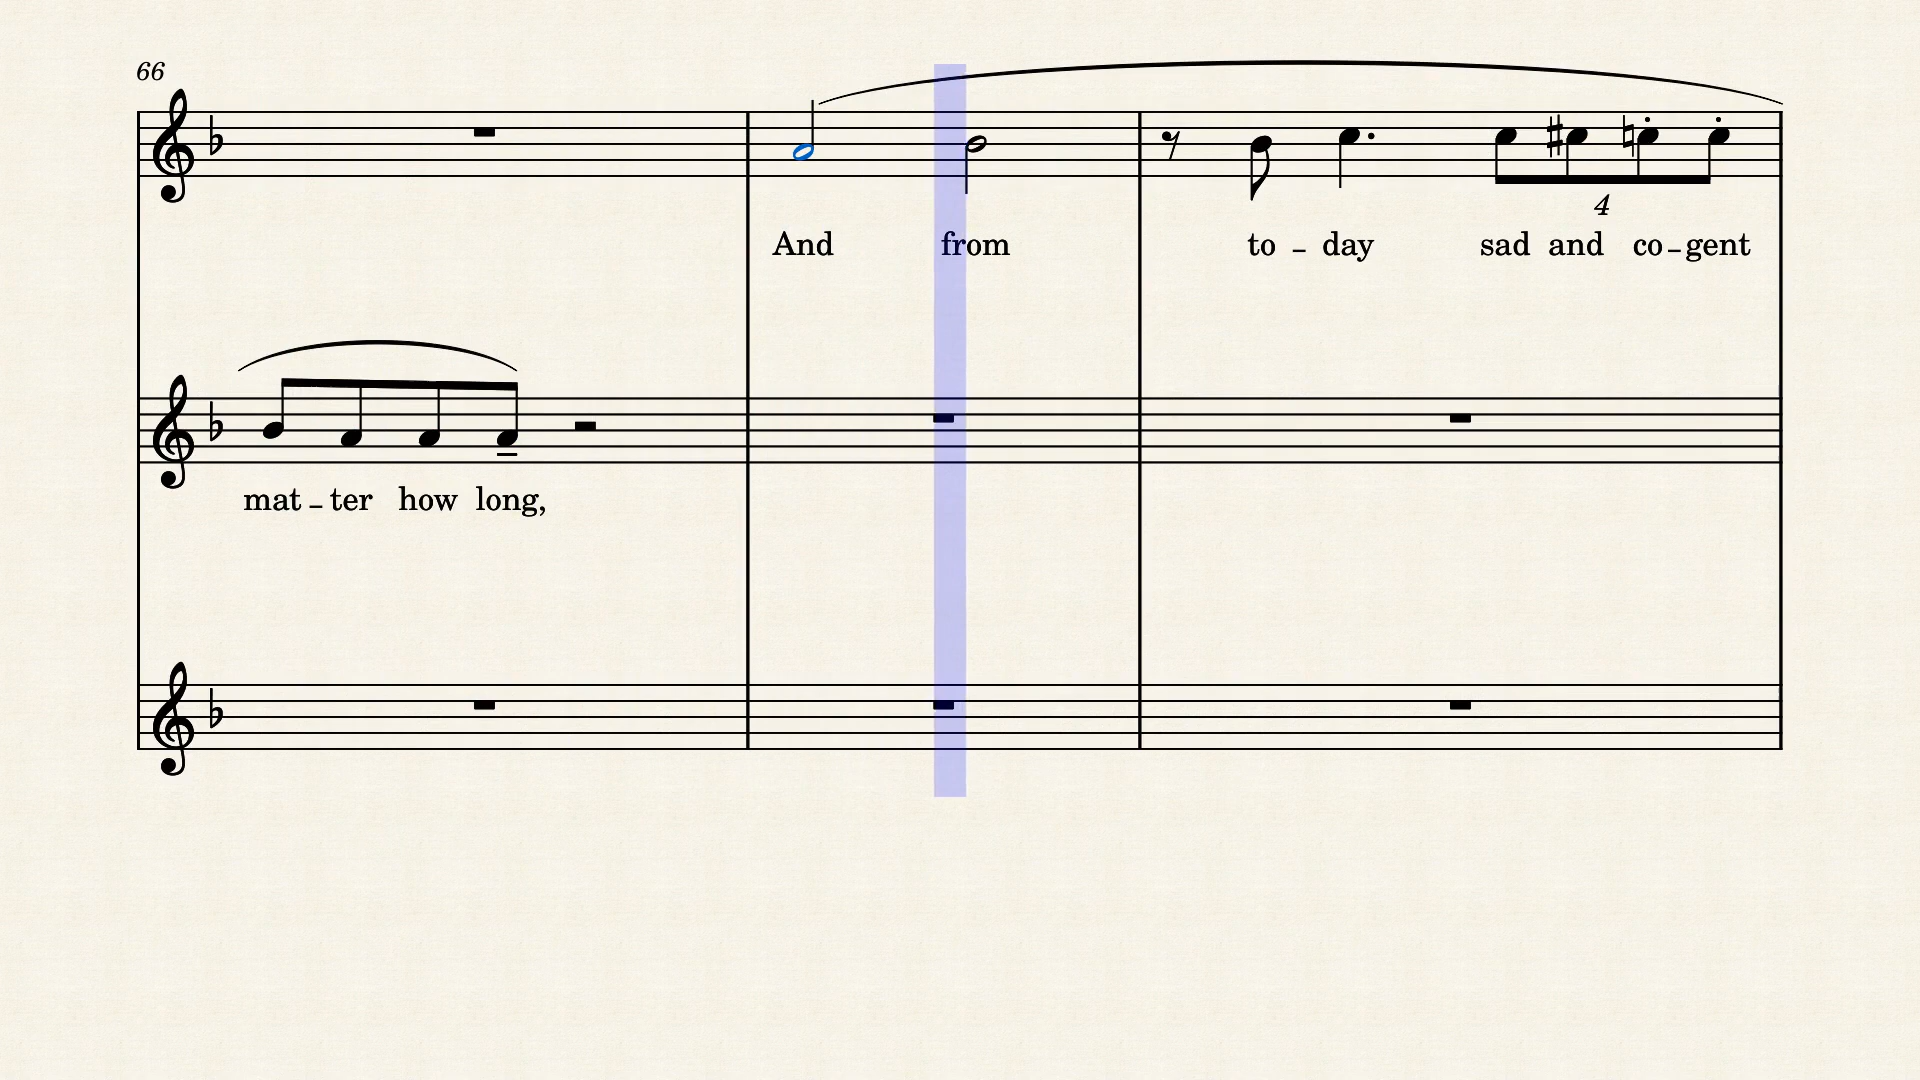 66
4
And from to – day sad and co – gent
mat – ter how long,